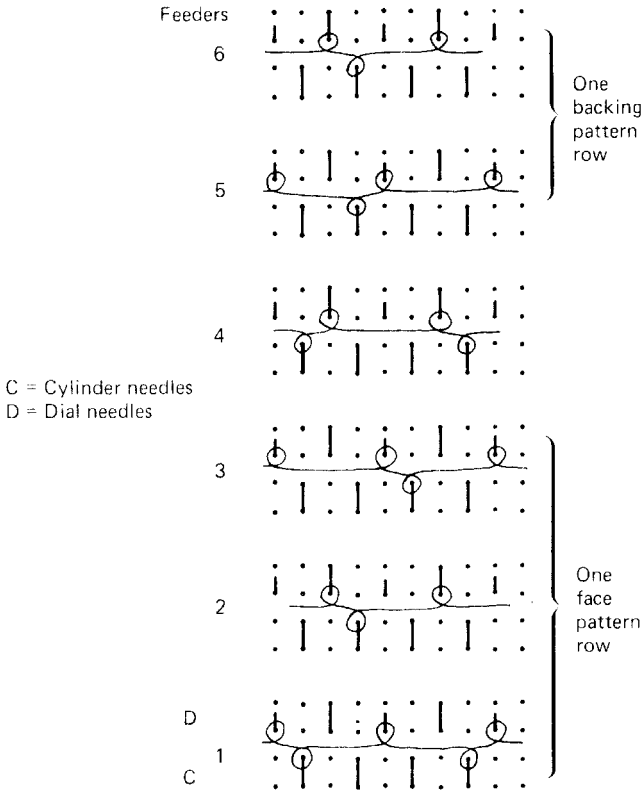 Feeders
6
One
backing
pattern
row
5
4
C = Cylinder needles
D = Dial needles
3
One
face
pattern
row
2
D
1
C